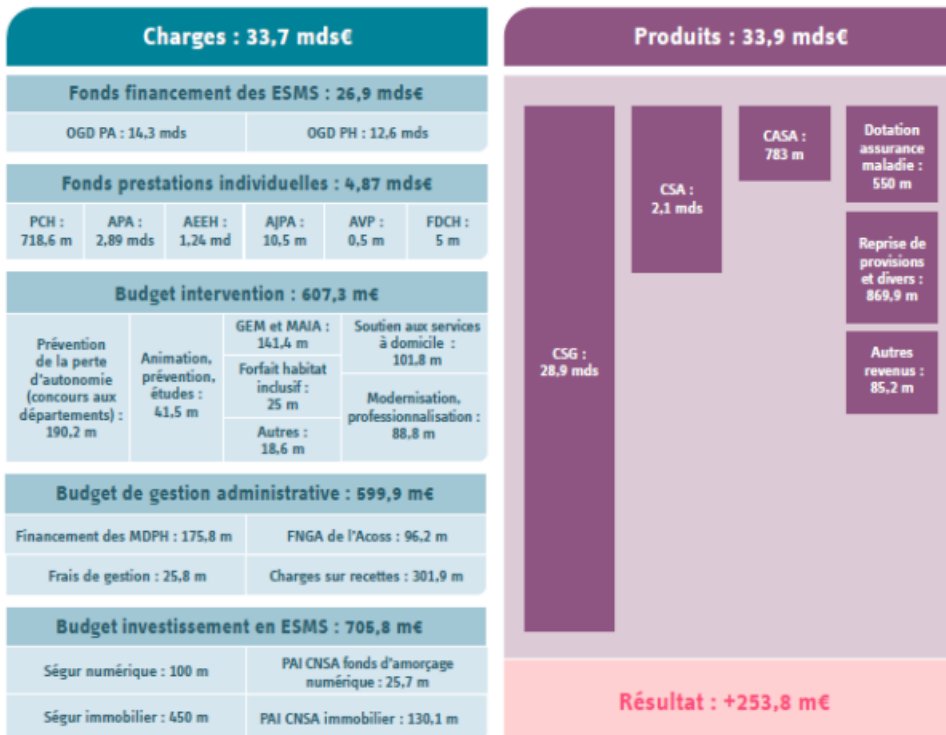 Charges : 33,7 mds€
Fonds financement des ESMS : 26,9 mds€
OGD PA : 14,3 mds
OGD PH : 12,6 mds
Fonds prestations individuelles : 4,87 mds€
PCH :
718,6 m
APA :
2,89 mds
AEEH :
1,24 md
AJPA :
10,5 m
AVP :
0,5 m
FDCH :
5 m
Budget intervention : 607,3 m€
Prévention
de la perte
d'autonomie
(concours aux
départements) :
190,2 m
Animation,
prévention,
études :
41,5 m
GEM et MAIA :
141,4 m
Forfait habitat
inclusif :
25 m
Autres :
18,6 m
Soutien aux services
à domicile :
101,8 m
Modernisation,
professionnalisation :
88,8 m
Budget de gestion administrative : 599,9 m€
Financement des MDPH : 175,8 m
FNGA de l'Acoss : 96,2 m
Frais de gestion : 25,8 m
Charges sur recettes : 301,9 m
Budget investissement en ESMS : 705,8 m€
Ségur numérique : 100 m
PAI CNSA fonds d'amorçage
numérique : 25,7 m
Ségur immobilier : 450 m
PAI CNSA immobilier : 130,1 m
Produits : 33,9 mds€
CSG :
28,9 mds
CSA :
2,1 mds
CASA :
783 m
Dotation
assurance
maladie :
550 m
Reprise de
provisions
et divers :
869,9 m
Autres
revenus :
85,2 m
Résultat : +253,8 m€